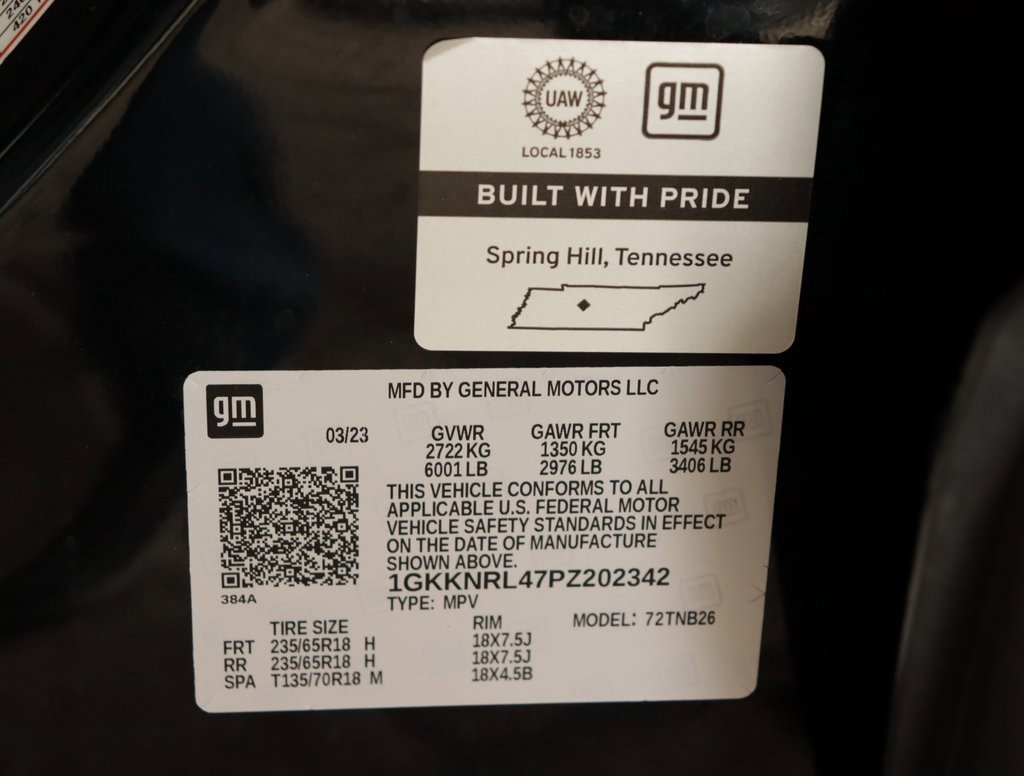 240
420
UAW
gm
LOCAL 1853
BUILT WITH PRIDE
Spring Hill, Tennessee
gm
MFD BY GENERAL MOTORS LLC
03/23
GVWR GAWR FRT GAWR RR
2722 KG 1350 KG 1545 KG
6001 LB 2976 LB 3406 LB
THIS VEHICLE CONFORMS TO ALL
APPLICABLE U.S. FEDERAL MOTOR
VEHICLE SAFETY STANDARDS IN EFFECT
ON THE DATE OF MANUFACTURE
SHOWN ABOVE.
1GKKNRL47PZ202342
384A
TYPE: MPV
MODEL: 72TNB26
TIRE SIZE RIM
FRT 235/65R18 H 18X7.5J
RR 235/65R18 H 18X7.5J
SPA T135/70R18 M 18X4.5B